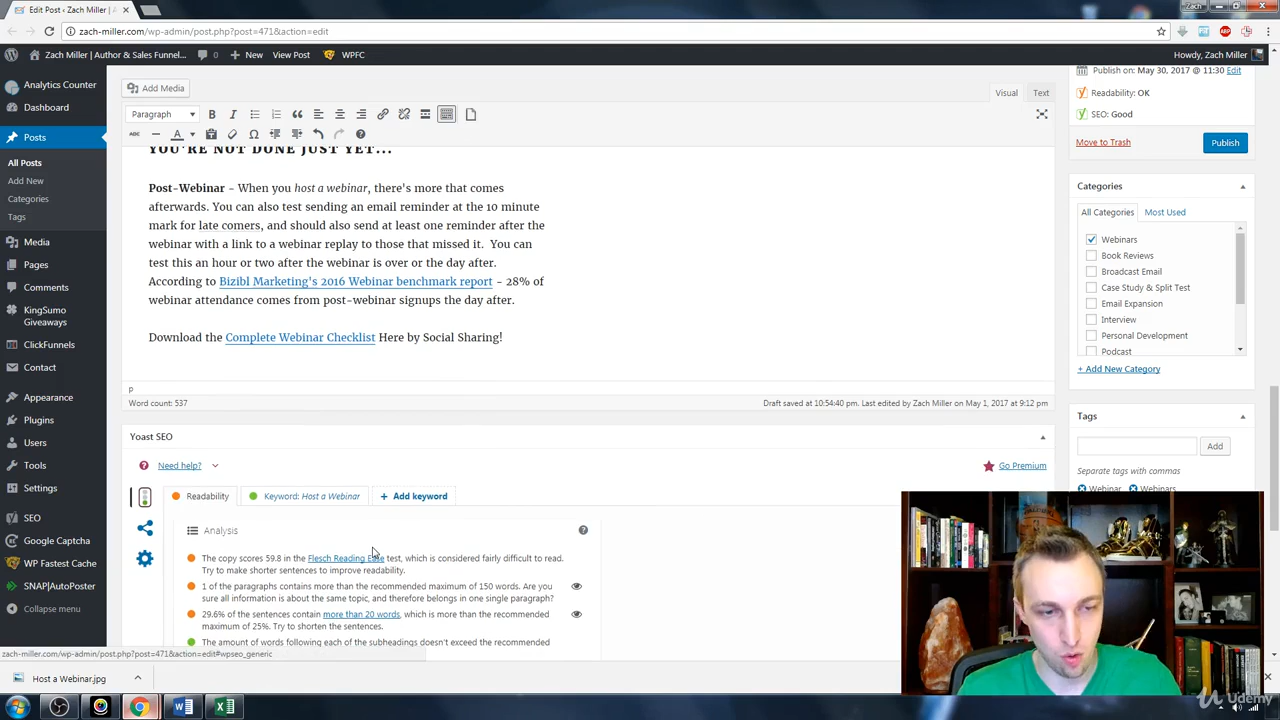 Edit Post ‹ Zach Miller |
Zach
zach-miller.com/wp-admin/post.php?post=471&action=edit
ABP
Zach Miller | Author & Sales Funnel...
0
New
View Post
WPFC
Howdy, Zach Miller
Analytics Counter
Dashboard
Posts
All Posts
Add New
Categories
Tags
Media
Pages
Comments
KingSumo
Giveaways
ClickFunnels
Contact
Appearance
Plugins
Users
Tools
Settings
SEO
Google Captcha
WP Fastest Cache
SNAP|AutoPoster
Collapse menu
Add Media
Visual
Text
Paragraph
YOU'RE NOT DONE JUST YET...
Post-Webinar – When you host a webinar, there's more that comes
afterwards. You can also test sending an email reminder at the 10 minute
mark for late comers, and should also send at least one reminder after the
webinar with a link to a webinar replay to those that missed it.  You can
test this an hour or two after the webinar is over or the day after.
According to Bizibl Marketing's 2016 Webinar benchmark report - 28% of
webinar attendance comes from post-webinar signups the day after.
Download the Complete Webinar Checklist Here by Social Sharing!
p
Word count: 537
Draft saved at 10:54:40 pm. Last edited by Zach Miller on May 1, 2017 at 9:12 pm
Yoast SEO
Need help?
Go Premium
Readability
Keyword: Host a Webinar
+ Add keyword
Analysis
The copy scores 59.8 in the Flesch Reading Ease test, which is considered fairly difficult to read.
Try to make shorter sentences to improve readability.
1 of the paragraphs contains more than the recommended maximum of 150 words. Are you
sure all information is about the same topic, and therefore belongs in one single paragraph?
29.6% of the sentences contain more than 20 words, which is more than the recommended
maximum of 25%. Try to shorten the sentences.
The amount of words following each of the subheadings doesn't exceed the recommended
Publish on: May 30, 2017 @ 11:30 Edit
Readability: OK
SEO: Good
Move to Trash
Publish
Categories
All Categories
Most Used
Webinars
Book Reviews
Broadcast Email
Case Study & Split Test
Email Expansion
Interview
Personal Development
Podcast
+ Add New Category
Tags
Add
Separate tags with commas
Webinar
Webinars
zach-miller.com/wp-admin/post.php?post=471&action=edit#wpseo_generic
Host a Webinar.jpg
Udemy